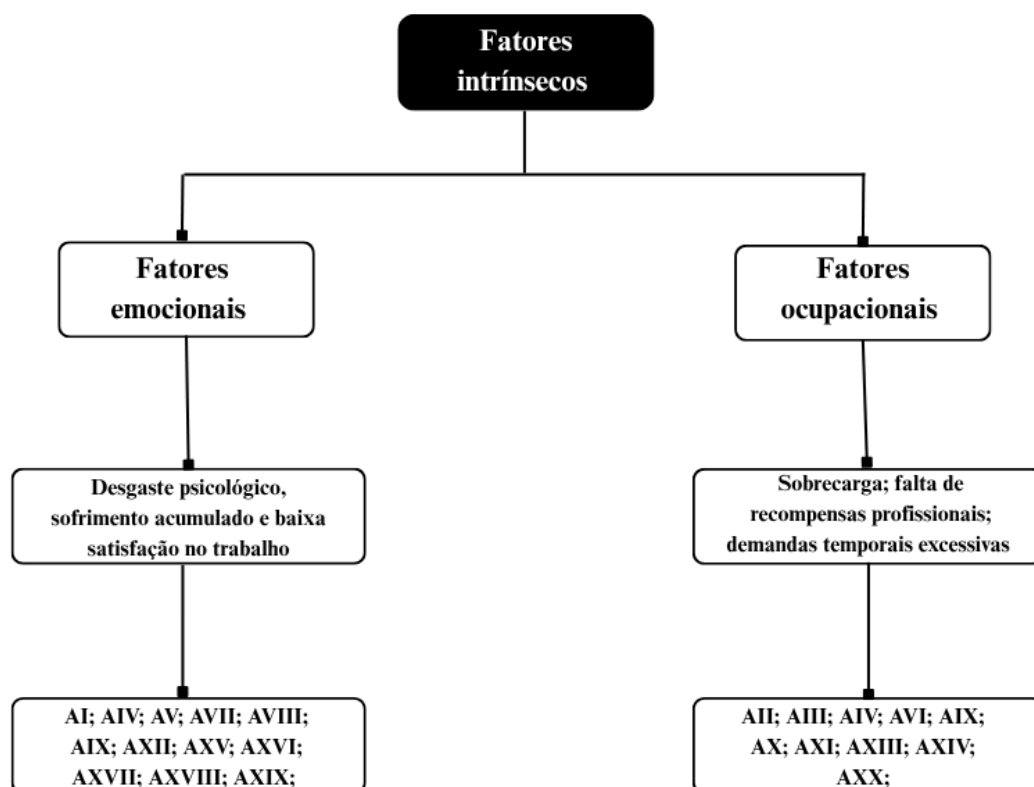 Fatores
intrínsecos
Fatores
emocionais
Fatores
ocupacionais
Desgaste psicológico,
sofrimento acumulado e baixa
satisfação no trabalho
Sobrecarga; falta de
recompensas profissionais;
demandas temporais excessivas
AI; AIV; AV; AVII; AVIII;
AIX; AXII; AXV; AXVI;
AXVII; AXVIII; AXIX;
AII; AIII; AIV; AVI; AIX;
AX; AXI; AXIII; AXIV;
AXX;